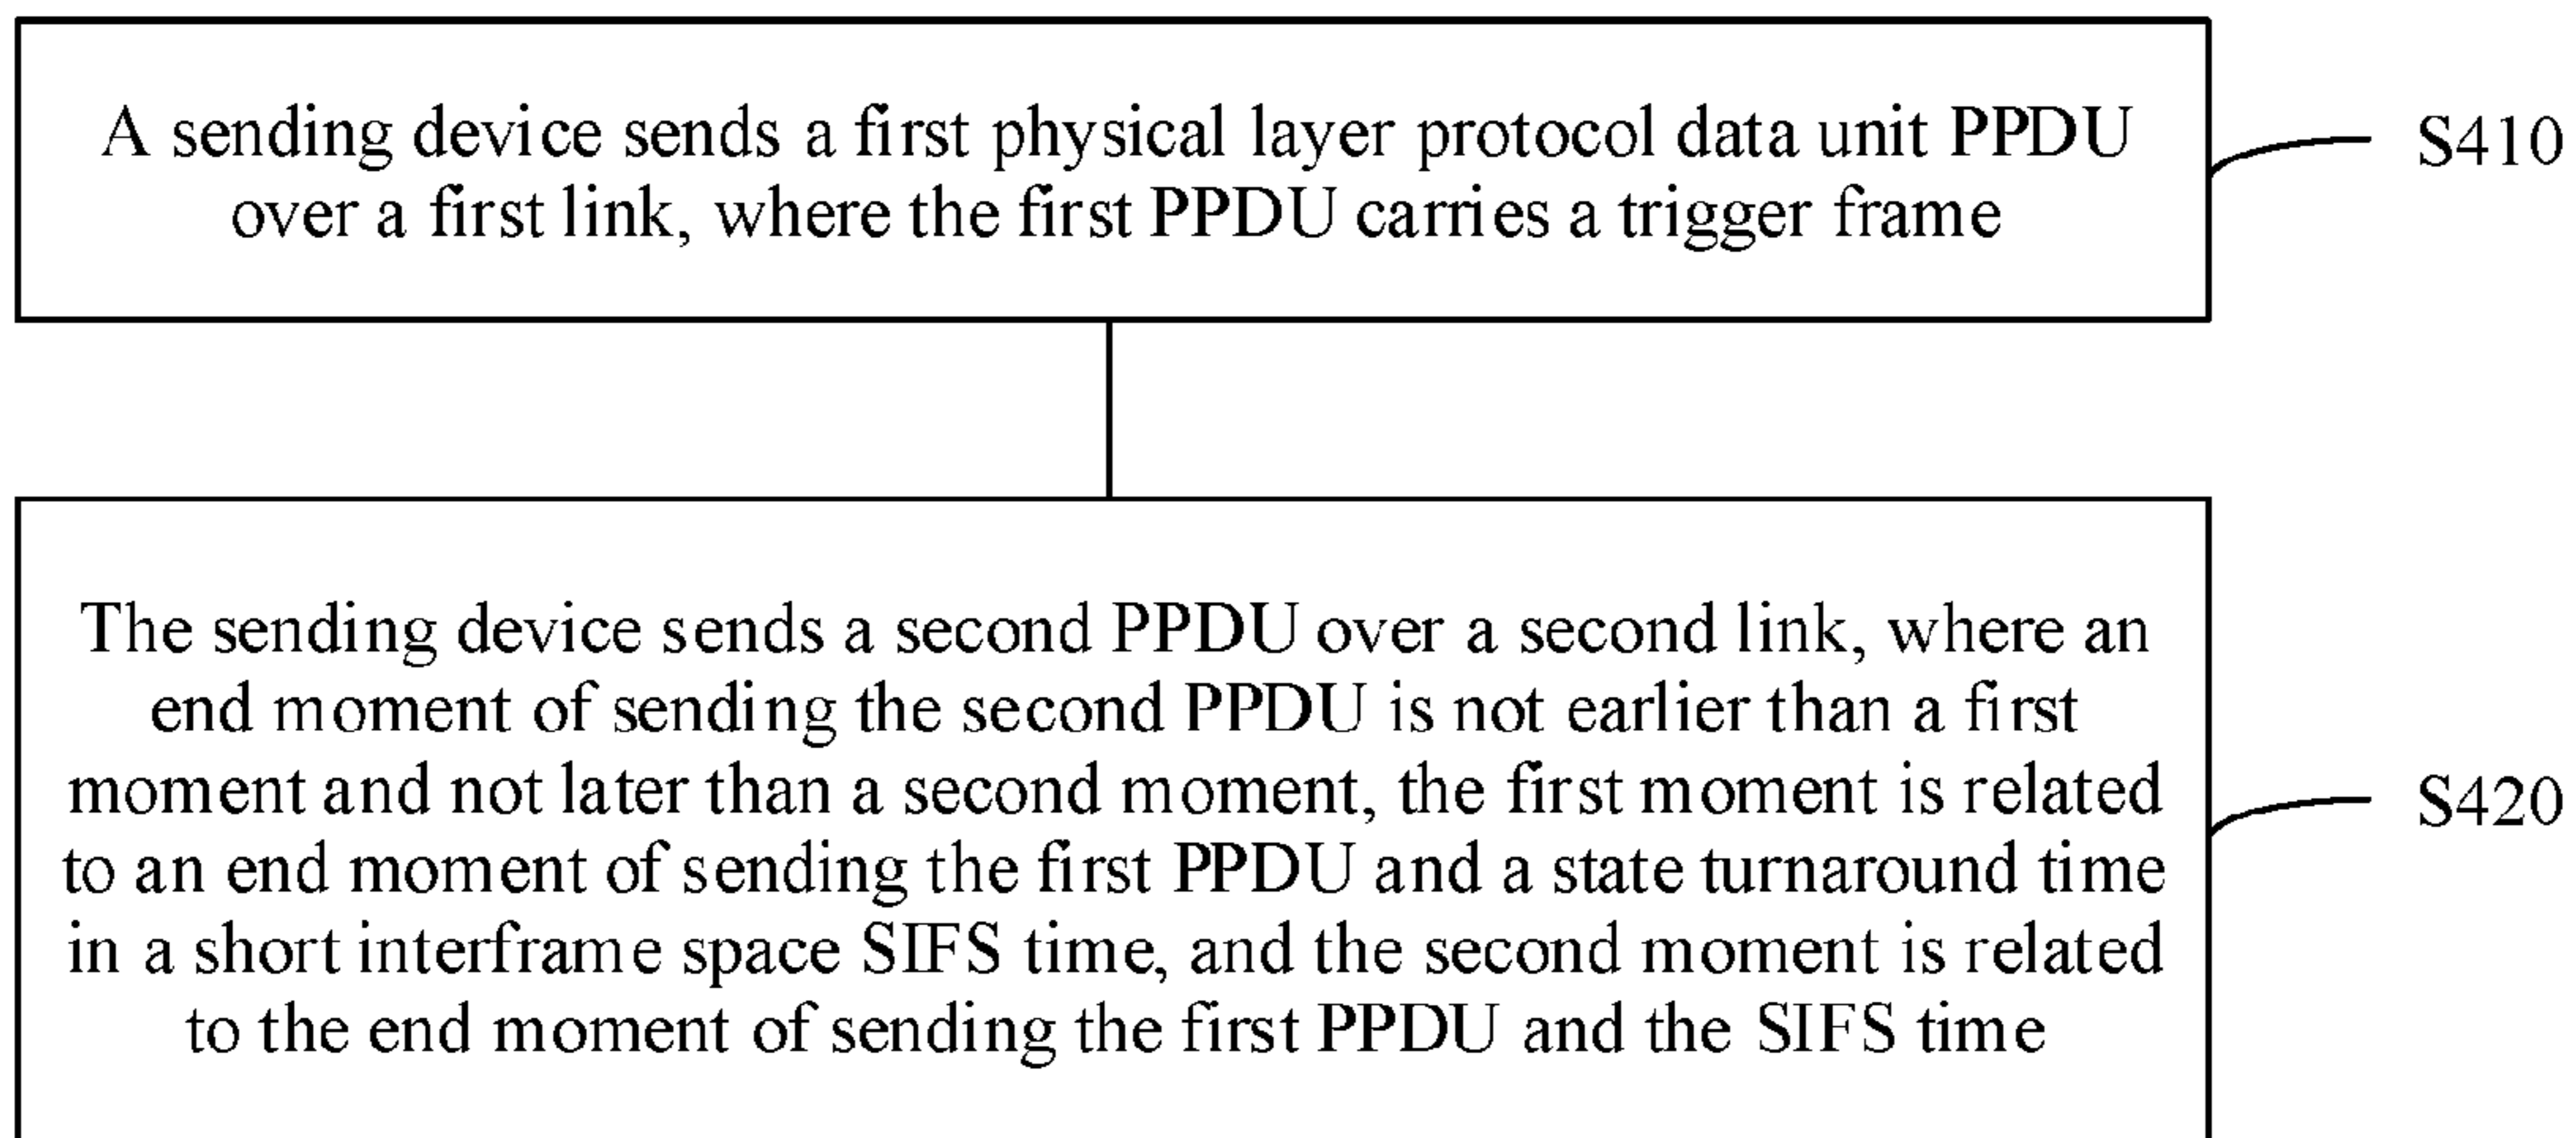 A sending device sends a first physical layer protocol data unit PPDU
over a first link, where the first PPDU carries a trigger frame
S410
The sending device sends a second PPDU over a second link, where an
end moment of sending the second PPDU is not earlier than a first
moment and not later than a second moment, the first moment is related
to an end moment of sending the first PPDU and a state turnaround time
in a short interframe space SIFS time, and the second moment is related
to the end moment of sending the first PPDU and the SIFS time
S420